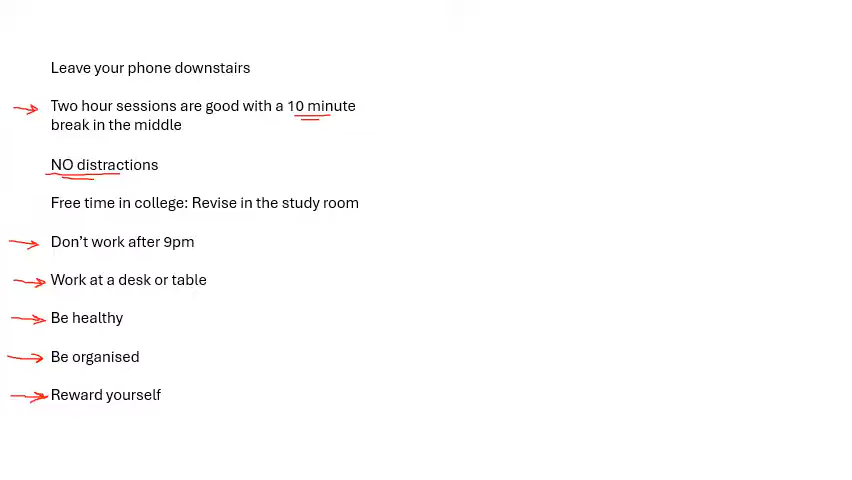 Leave your phone downstairs
Two hour sessions are good with a 10 minute
break in the middle
NO distractions
Free time in college: Revise in the study room
Don’t work after 9pm
Work at a desk or table
Be healthy
Be organised
Reward yourself